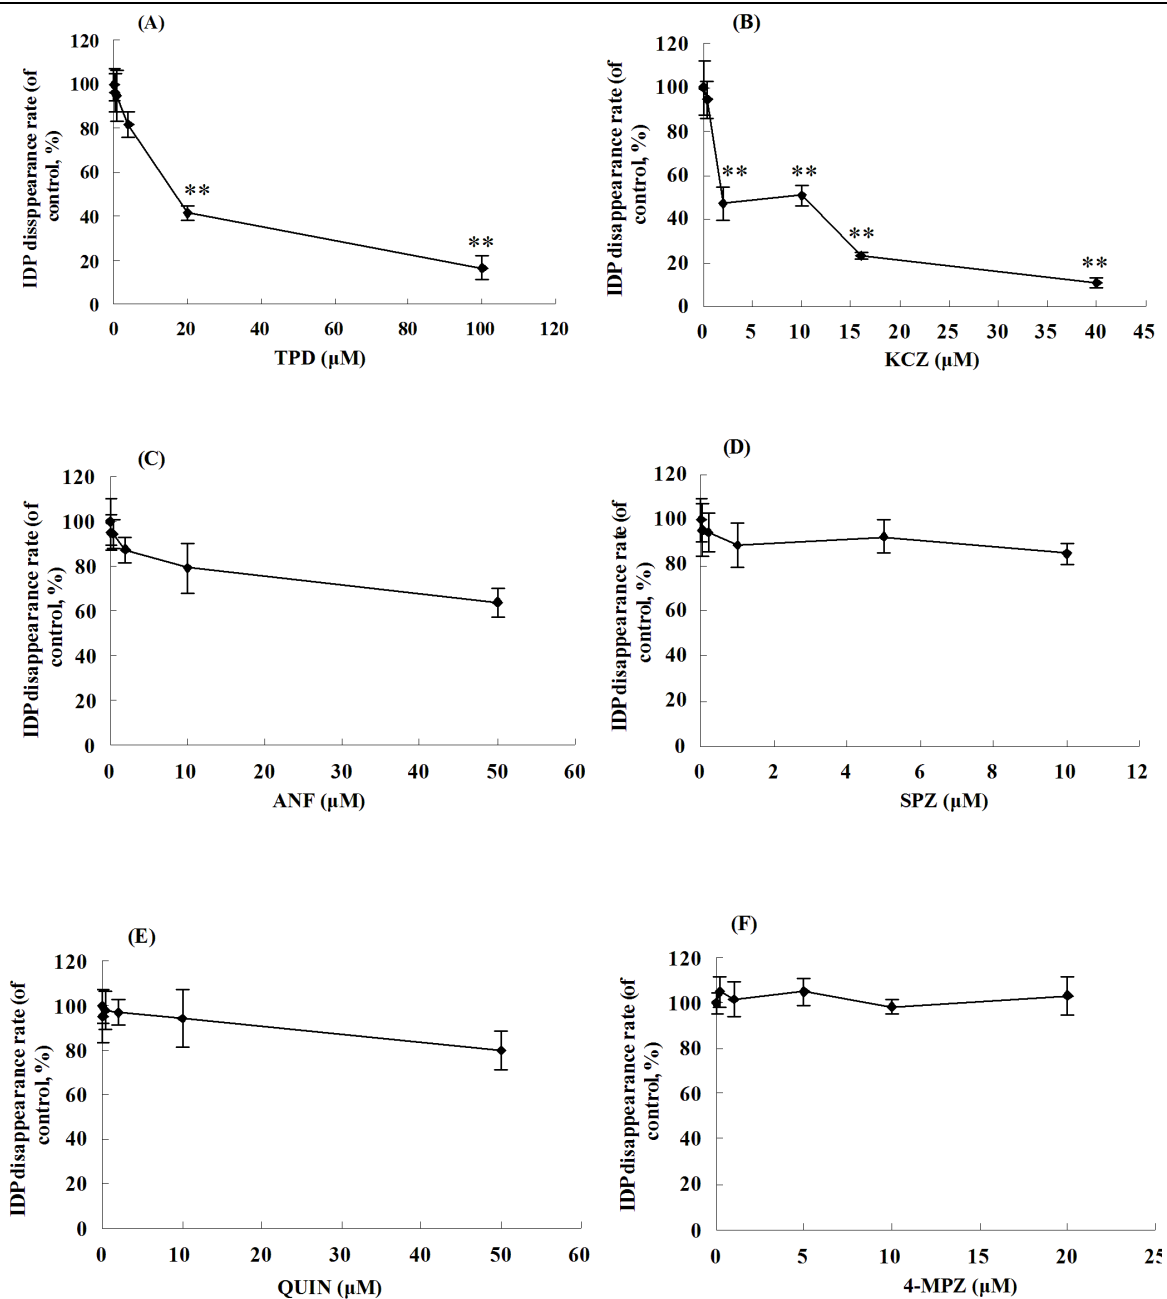 (A)
IDP dissppearance rate (of
control, %)
120
100
80
60
40
20
0
**
**
0 20 40 60 80 100 120
TPD (μM)
(B)
IDP disappearance rate (of
control, %)
120
100
80
60
40
20
0
**
**
**
**
0 5 10 15 20 25 30 35 40 45
KCZ (μM)
(C)
IDP disappearance rate (of
control, %)
120
100
80
60
40
20
0
0 10 20 30 40 50 60
ANF (μM)
(D)
IDP disappearance rate (of
control, %)
120
100
80
60
40
20
0
0 2 4 6 8 10 12
SPZ (μM)
(E)
IDP disappearance rate (of
control, %)
120
100
80
60
40
20
0
0 10 20 30 40 50 60
QUIN (μM)
(F)
IDP disappearance rate (of
control, %)
120
100
80
60
40
20
0
0 5 10 15 20 25
4-MPZ (μM)